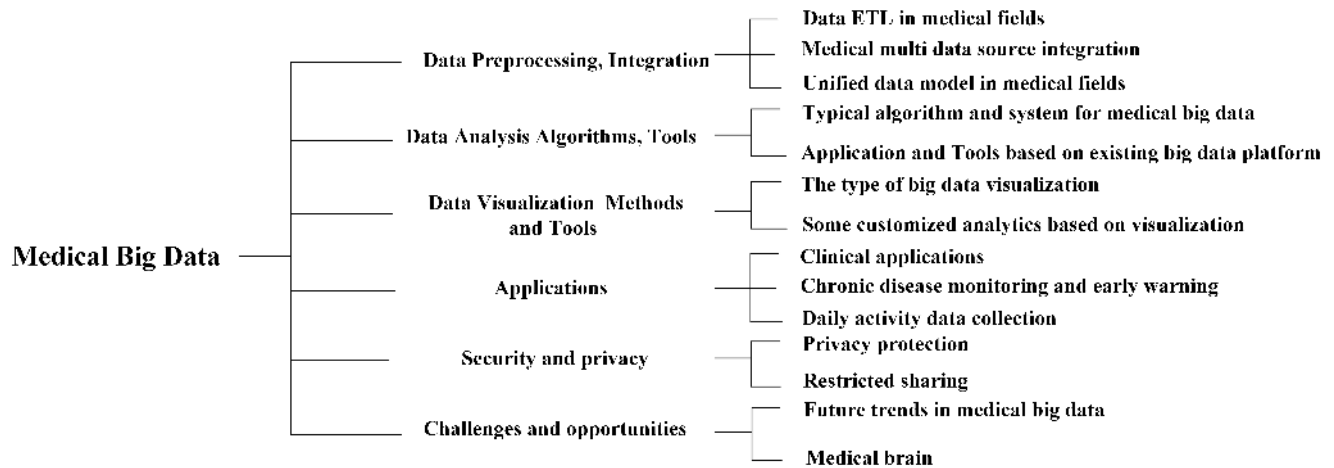 Medical Big Data
Data Preprocessing, Integration
Data ETL in medical fields
Medical multi data source integration
Unified data model in medical fields
Data Analysis Algorithms, Tools
Typical algorithm and system for medical big data
Application and Tools based on existing big data platform
Data Visualization Methods
and Tools
The type of big data visualization
Some customized analytics based on visualization
Applications
Clinical applications
Chronic disease monitoring and early warning
Daily activity data collection
Security and privacy
Privacy protection
Restricted sharing
Challenges and opportunities
Future trends in medical big data
Medical brain